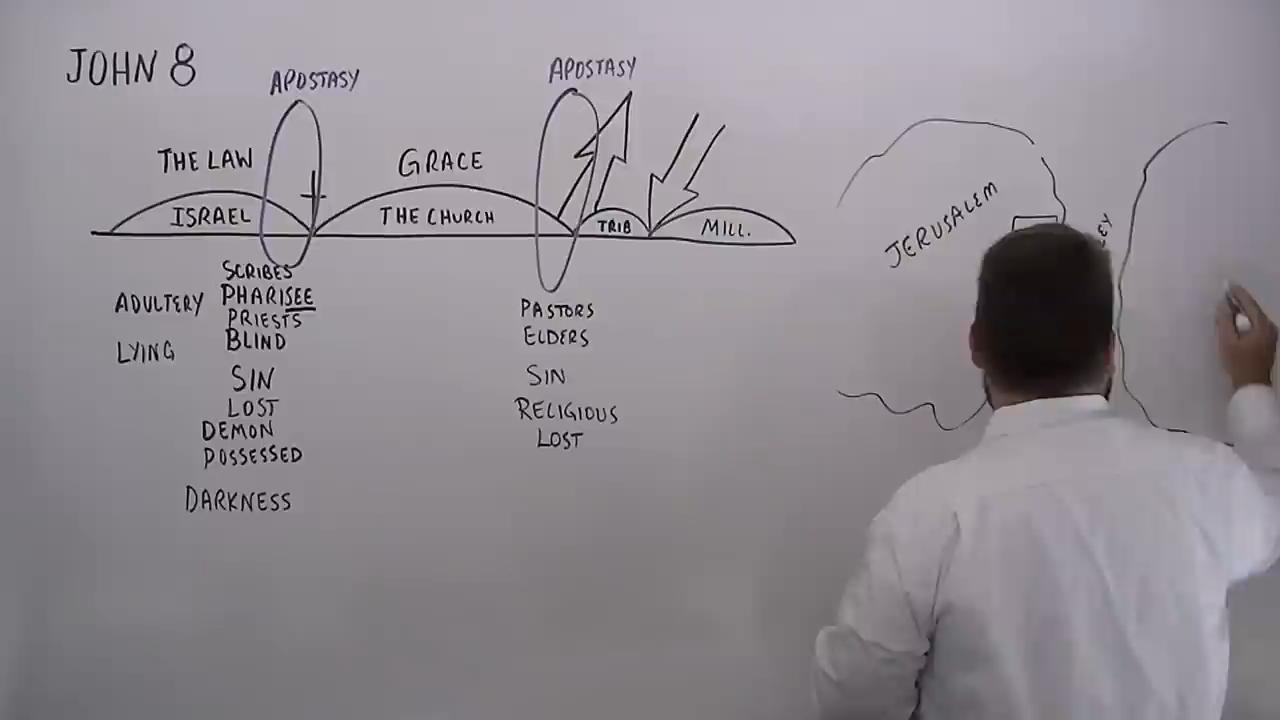 JOHN 8
APOSTASY
APOSTASY
THE LAW
GRACE
ISRAEL
THE CHURCH
TRIB
MILL.
SCRIBES
ADULTERY PHARISEE
PRIESTS
LYING BLIND
SIN
LOST
DEMON
POSSESSED
DARKNESS
PASTORS
ELDERS
SIN
RELIGIOUS
LOST
JERUSALEM